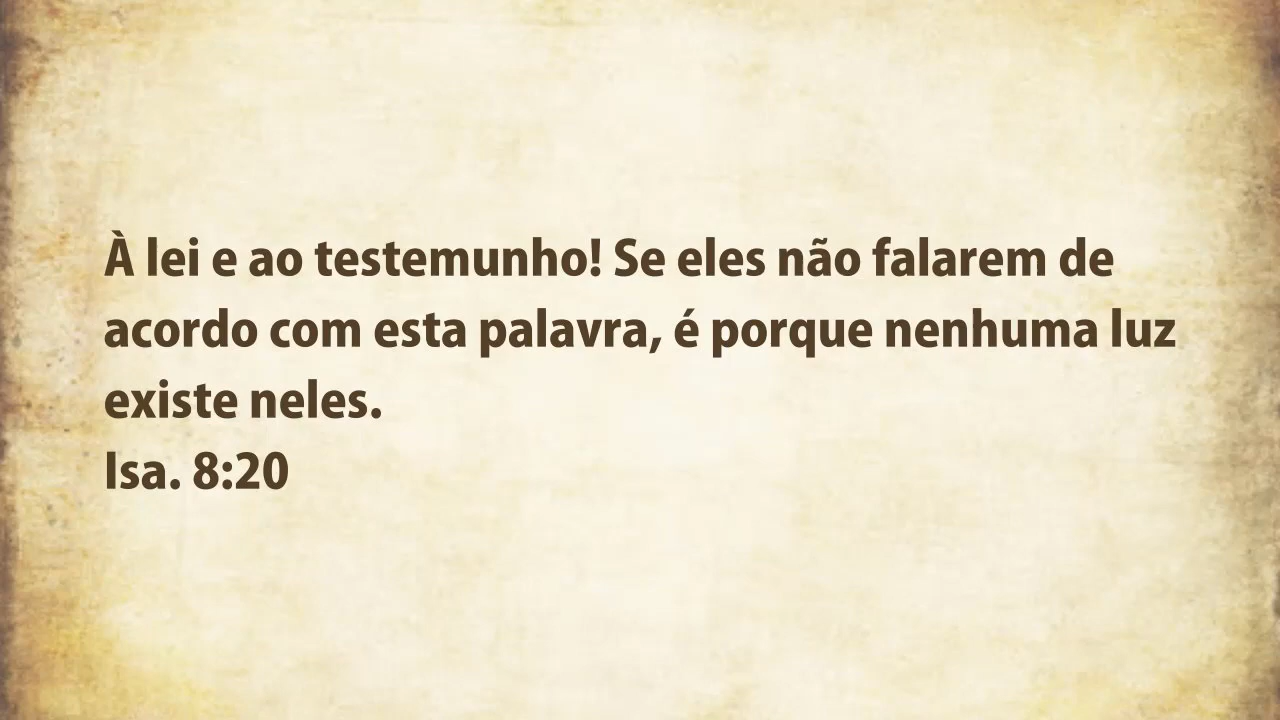 À lei e ao testemunho! Se eles não falarem de
acordo com esta palavra, é porque nenhuma luz
existe neles.
Isa. 8:20